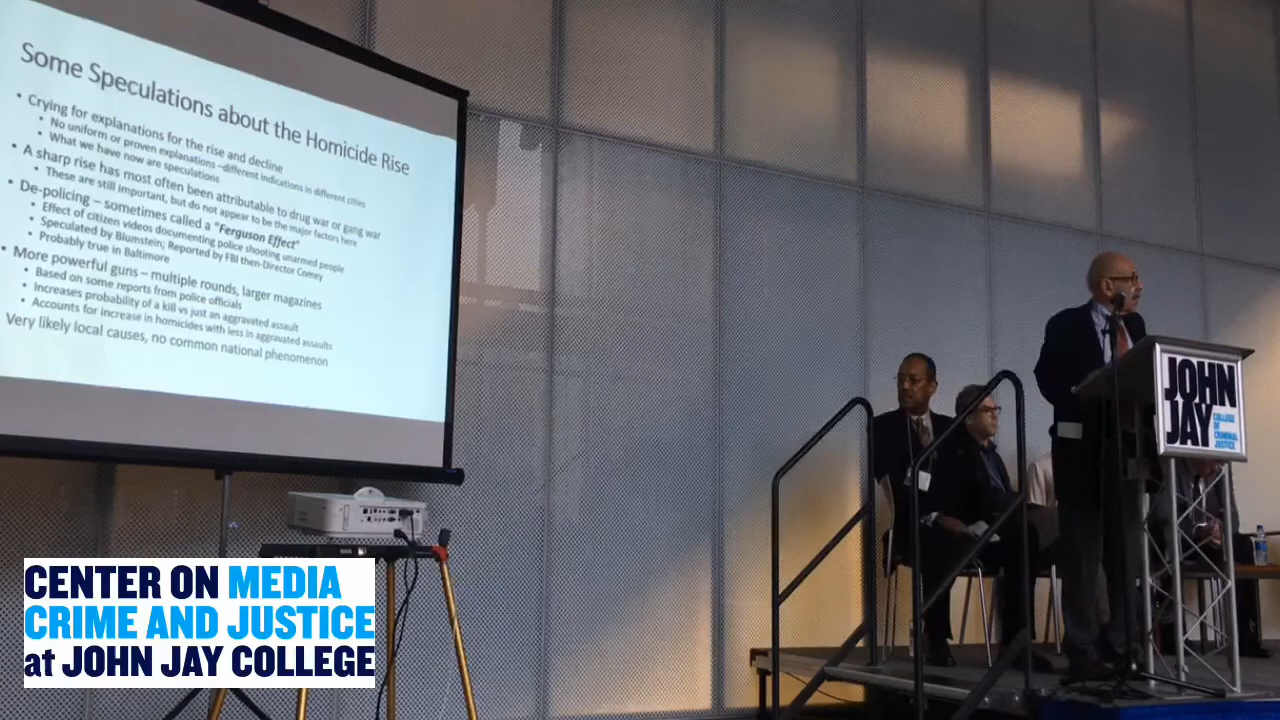 Some Speculations about the Homicide Rise
• Crying for explanations for the rise and decline
• No uniform or proven explanations –different indications in different cities
• What we have now are speculations
• A sharp rise has most often been attributable to drug war or gang war
• These are still important, but do not appear to be the major factors here
• De-policing – sometimes called a "Ferguson Effect"
• Effect of citizen videos documenting police shooting unarmed people
• Speculated by Blumstein; Reported by FBI then-Director Comey
• Probably true in Baltimore
• More powerful guns – multiple rounds, larger magazines
• Based on some reports from police officials
• Increases probability of a kill vs just an aggravated assault
• Accounts for increase in homicides with less in aggravated assaults
Very likely local causes, no common national phenomenon
JOHN
JAY
COLLEGE
OF
CRIMINAL
JUSTICE
CENTER ON MEDIA
CRIME AND JUSTICE
at JOHN JAY COLLEGE